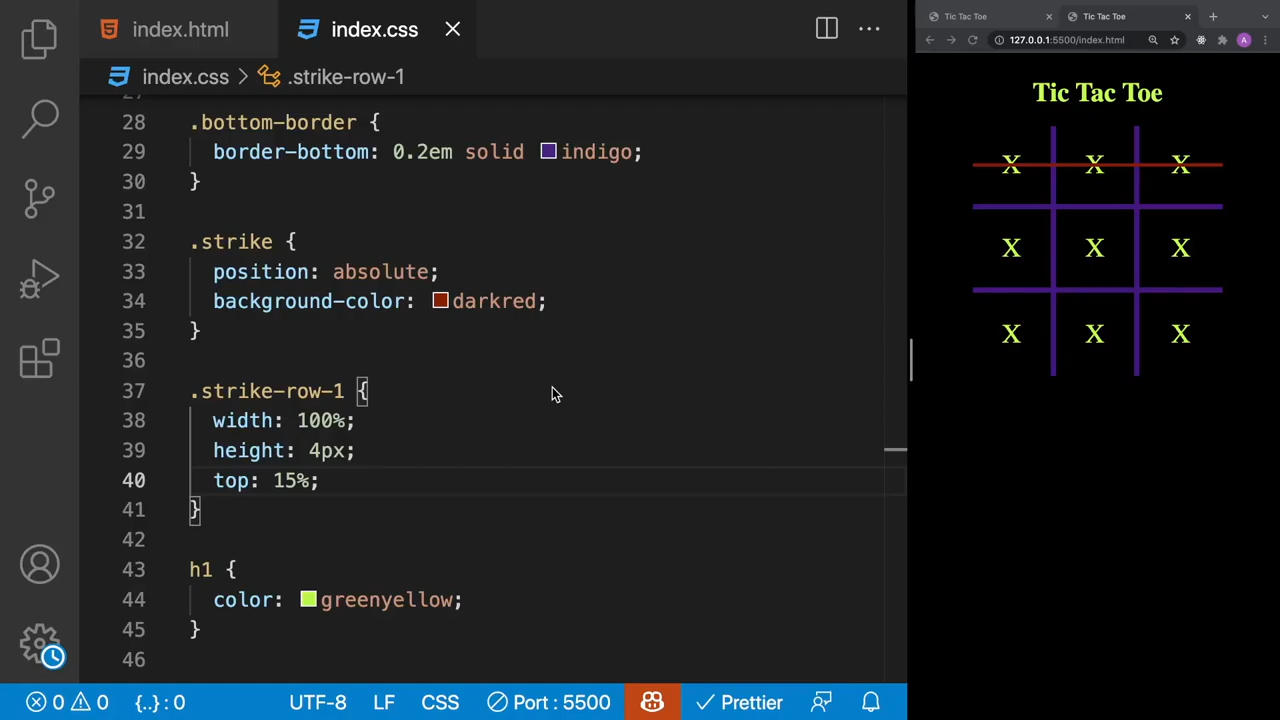 index.html
index.css
index.css > .strike-row-1
27
28 .bottom-border {
29 border-bottom: 0.2em solid indigo;
30 }
31
32 .strike {
33 position: absolute;
34 background-color: darkred;
35 }
36
37 .strike-row-1 {
38 width: 100%;
39 height: 4px;
40 top: 15%;
41 }
42
43 h1 {
44 color: greenyellow;
45 }
46
0 0 {..} : 0 UTF-8 LF CSS Port : 5500 Prettier
Tic Tac Toe
Tic Tac Toe
127.0.0.1:5500/index.html
A
Tic Tac Toe
X X X
X X X
X X X